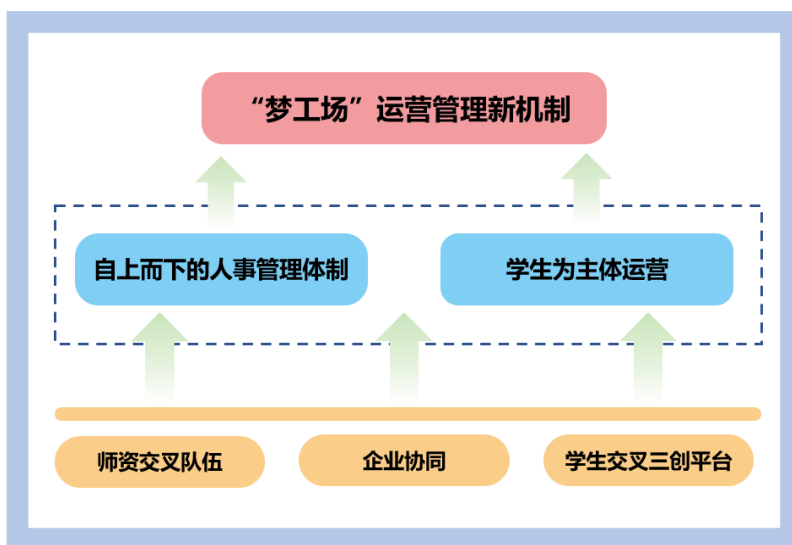 “梦工场”运营管理新机制
自上而下的人事管理体制
学生为主体运营
师资交叉队伍
企业协同
学生交叉三创平台